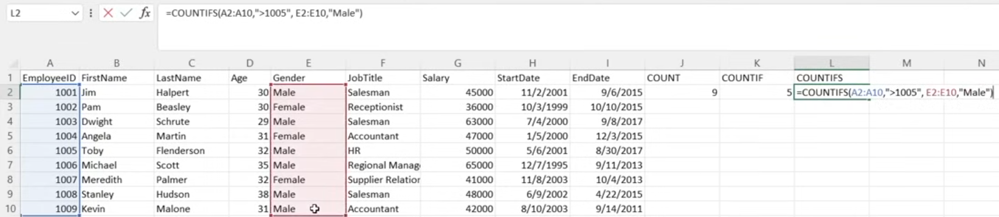 L2 fx =COUNTIFS(A2:A10,">1005", E2:E10,"Male")
A B C D E F G H I J K L M N
1 EmployeeID FirstName LastName Age Gender JobTitle Salary StartDate EndDate COUNT COUNTIF COUNTIFS
2 1001 Jim Halpert 30 Male Salesman 45000 11/2/2001 9/6/2015 9 5 =COUNTIFS(A2:A10,">1005", E2:E10,"Male")
3 1002 Pam Beasley 30 Female Receptionist 36000 10/3/1999 10/10/2015
4 1003 Dwight Schrute 29 Male Salesman 63000 7/4/2000 9/8/2017
5 1004 Angela Martin 31 Female Accountant 47000 1/5/2000 12/3/2015
6 1005 Toby Flenderson 32 Male HR 50000 5/6/2001 8/30/2017
7 1006 Michael Scott 35 Male Regional Manag 65000 12/7/1995 9/11/2013
8 1007 Meredith Palmer 32 Female Supplier Relation 41000 11/8/2003 10/4/2013
9 1008 Stanley Hudson 38 Male Salesman 48000 6/9/2002 4/22/2015
10 1009 Kevin Malone 31 Male Accountant 42000 8/10/2003 9/14/2011